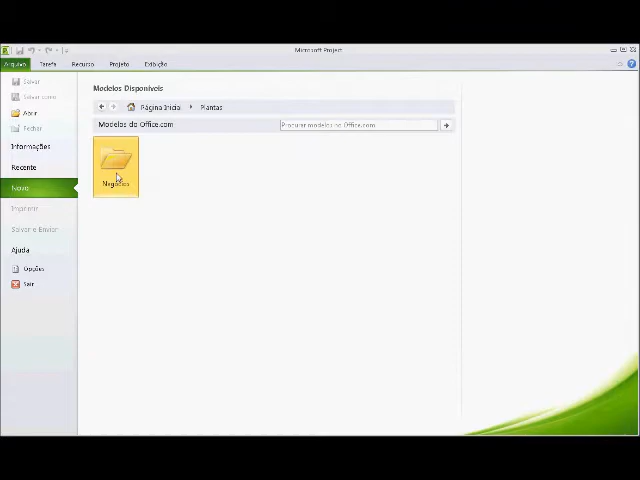 Microsoft Project
Arquivo Tarefa Recurso Projeto Exibição
Salvar
Salvar como
Abrir
Fechar
Informações
Recente
Novo
Imprimir
Salvar e Enviar
Ajuda
Opções
Sair
Modelos Disponíveis
Página Inicial Plantas
Modelos do Office.com
Procurar modelos no Office.com
Negócios